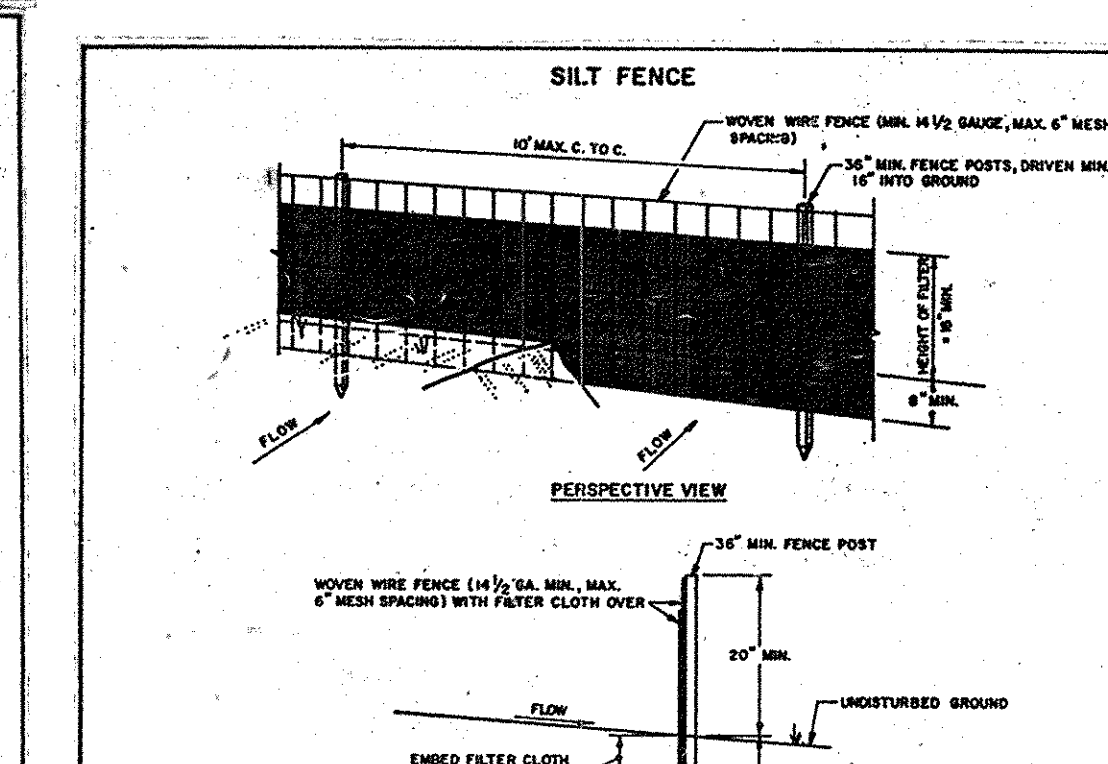 SILT FENCE
WOVEN WIRE FENCE (MIN. 14 1/2 GAUGE, MAX. 6" MESH
SPACING)
10' MAX. C. TO C.
36" MIN. FENCE POSTS, DRIVEN MIN.
16" INTO GROUND
HEIGHT OF FILTER
= 16" MIN.
8" MIN.
FLOW
FLOW
PERSPECTIVE VIEW
36" MIN. FENCE POST
WOVEN WIRE FENCE (14 1/2 GA. MIN., MAX.
6" MESH SPACING) WITH FILTER CLOTH OVER
20" MIN.
UNDISTURBED GROUND
FLOW
EMBED FILTER CLOTH